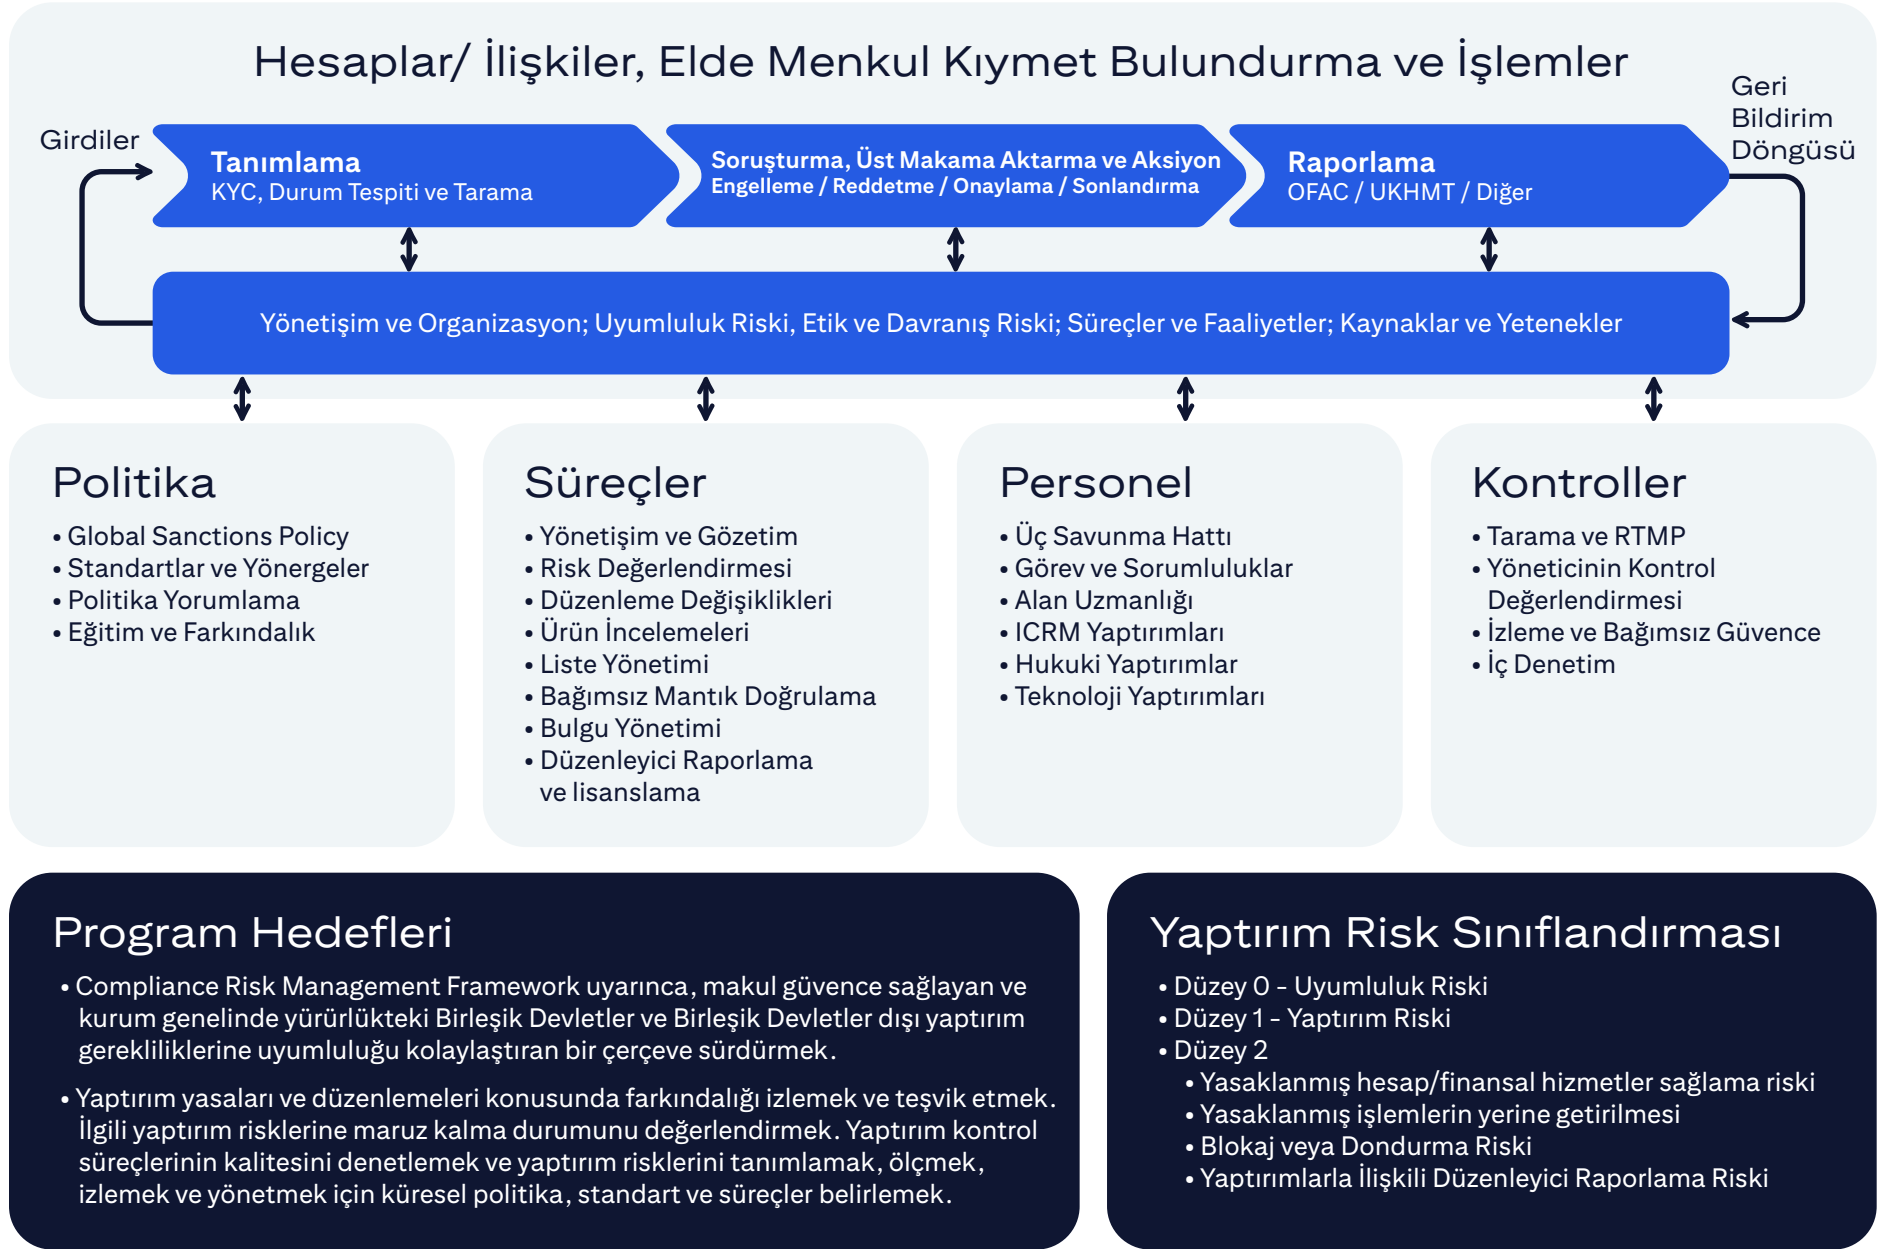 Hesaplar/ İlişkiler, Elde Menkul Kıymet Bulundurma ve İşlemler
Girdiler
Geri
Bildirim
Döngüsü
Tanımlama
KYC, Durum Tespiti ve Tarama
Soruşturma, Üst Makama Aktarma ve Aksiyon
Engelleme / Reddetme / Onaylama / Sonlandırma
Raporlama
OFAC / UKHMT / Diğer
Yönetişim ve Organizasyon; Uyumluluk Riski, Etik ve Davranış Riski; Süreçler ve Faaliyetler; Kaynaklar ve Yetenekler
Politika
• Global Sanctions Policy
• Standartlar ve Yönergeler
• Politika Yorumlama
• Eğitim ve Farkındalık
Süreçler
• Yönetişim ve Gözetim
• Risk Değerlendirmesi
• Düzenleme Değişiklikleri
• Ürün İncelemeleri
• Liste Yönetimi
• Bağımsız Mantık Doğrulama
• Bulgu Yönetimi
• Düzenleyici Raporlama
ve lisanslama
Personel
• Üç Savunma Hattı
• Görev ve Sorumluluklar
• Alan Uzmanlığı
• ICRM Yaptırımları
• Hukuki Yaptırımlar
• Teknoloji Yaptırımları
Kontroller
• Tarama ve RTMP
• Yöneticinin Kontrol
Değerlendirmesi
• İzleme ve Bağımsız Güvence
• İç Denetim
Program Hedefleri
• Compliance Risk Management Framework uyarınca, makul güvence sağlayan ve
kurum genelinde yürürlükteki Birleşik Devletler ve Birleşik Devletler dışı yaptırım
gerekliliklerine uyumluluğu kolaylaştıran bir çerçeve sürdürmek.
• Yaptırım yasaları ve düzenlemeleri konusunda farkındalığı izlemek ve teşvik etmek.
İlgili yaptırım risklerine maruz kalma durumunu değerlendirmek. Yaptırım kontrol
süreçlerinin kalitesini denetlemek ve yaptırım risklerini tanımlamak, ölçmek,
izlemek ve yönetmek için küresel politika, standart ve süreçler belirlemek.
Yaptırım Risk Sınıflandırması
• Düzey 0 - Uyumluluk Riski
• Düzey 1 - Yaptırım Riski
• Düzey 2
• Yasaklanmış hesap/finansal hizmetler sağlama riski
• Yasaklanmış işlemlerin yerine getirilmesi
• Blokaj veya Dondurma Riski
• Yaptırımlarla İlişkili Düzenleyici Raporlama Riski